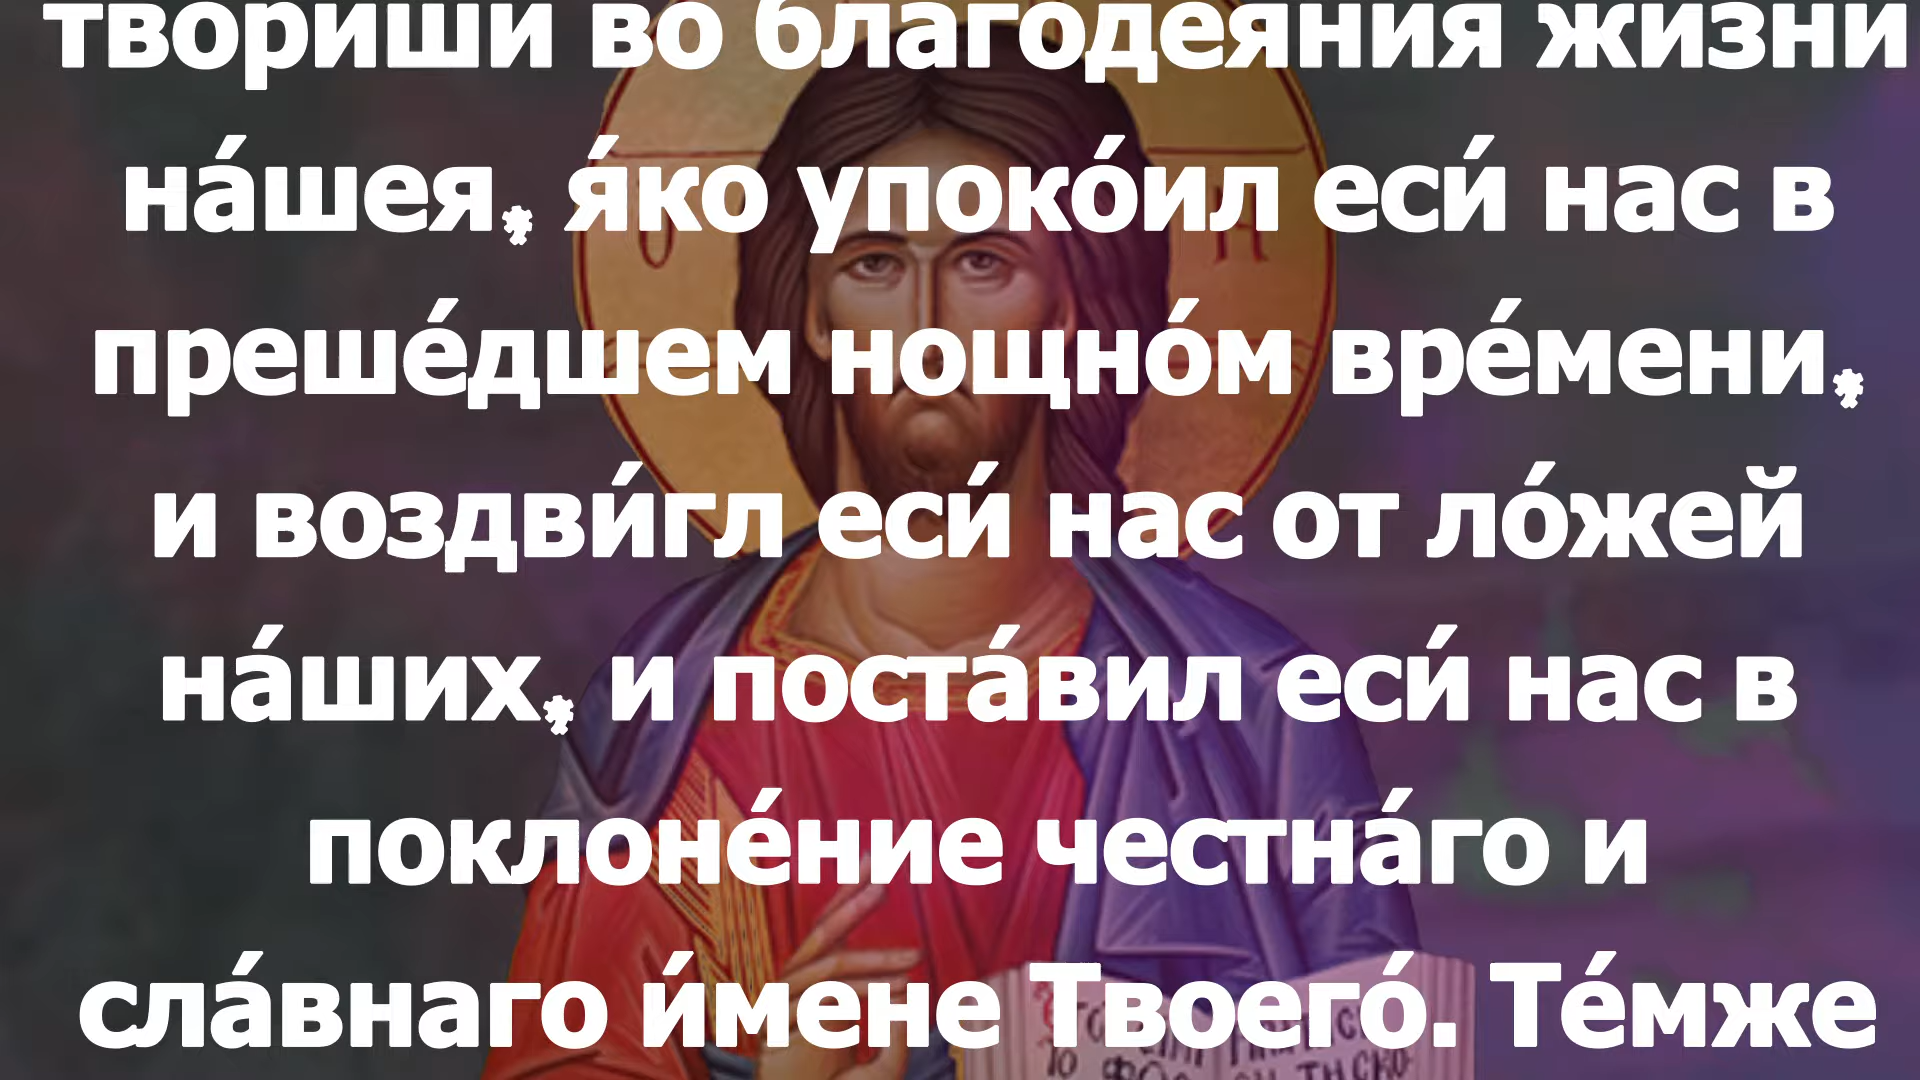 твориши во благодеяния жизни
на́шея, я́ко упоко́ил еси́ нас в
преше́дшем нощно́м вре́мени,
и воздви́гл еси́ нас от ло́жей
на́ших, и поста́вил еси́ нас в
поклоне́ние честна́го и
сла́внаго и́мене Твоего́. Те́мже